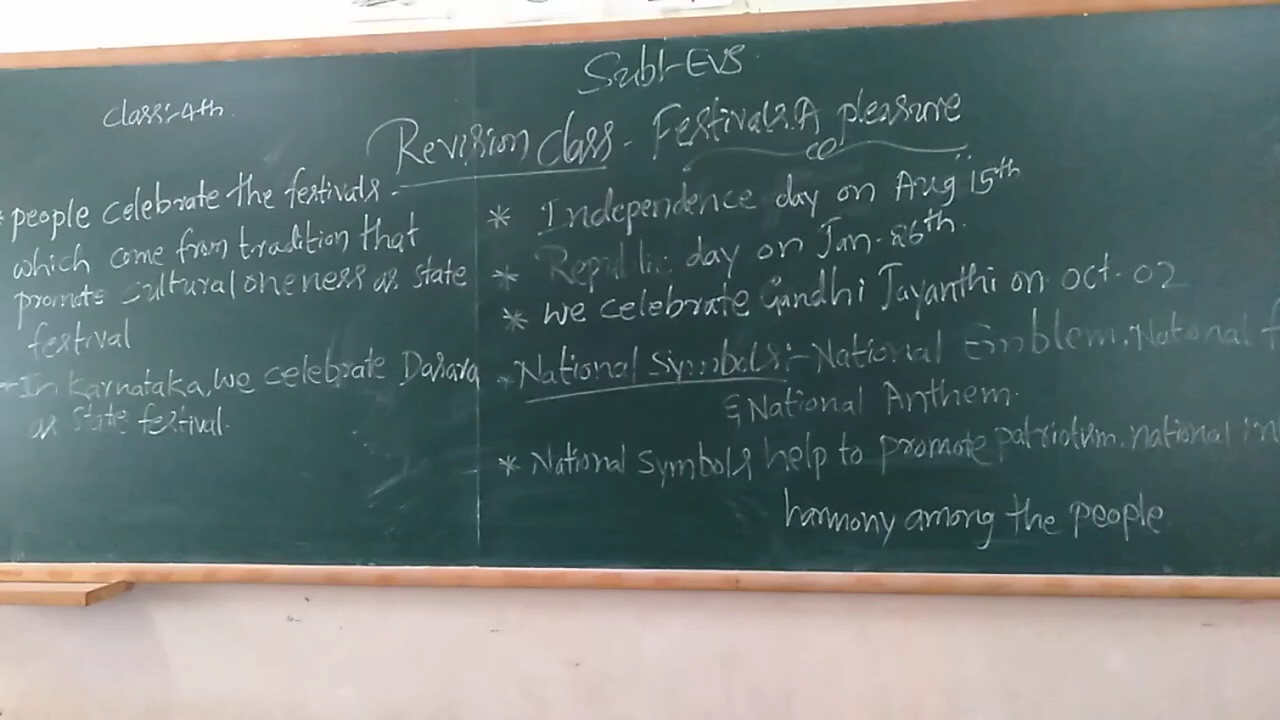 Sub:-EVS
Class:-4th
Revision class - Festivals. A pleasure
* people celebrate the festivals -
which come from tradition that
promote cultural oneness as state
festival
- In Karnataka, we celebrate Dasara
as State festival.
* Independence day on Aug 15th
* Republic day on Jan. 26th.
* we celebrate Gandhi Jayanthi on oct. 02
* National Symbols:- National Emblem, National
& National Anthem.
* National Symbols help to promote patriotism, national
harmony among the people